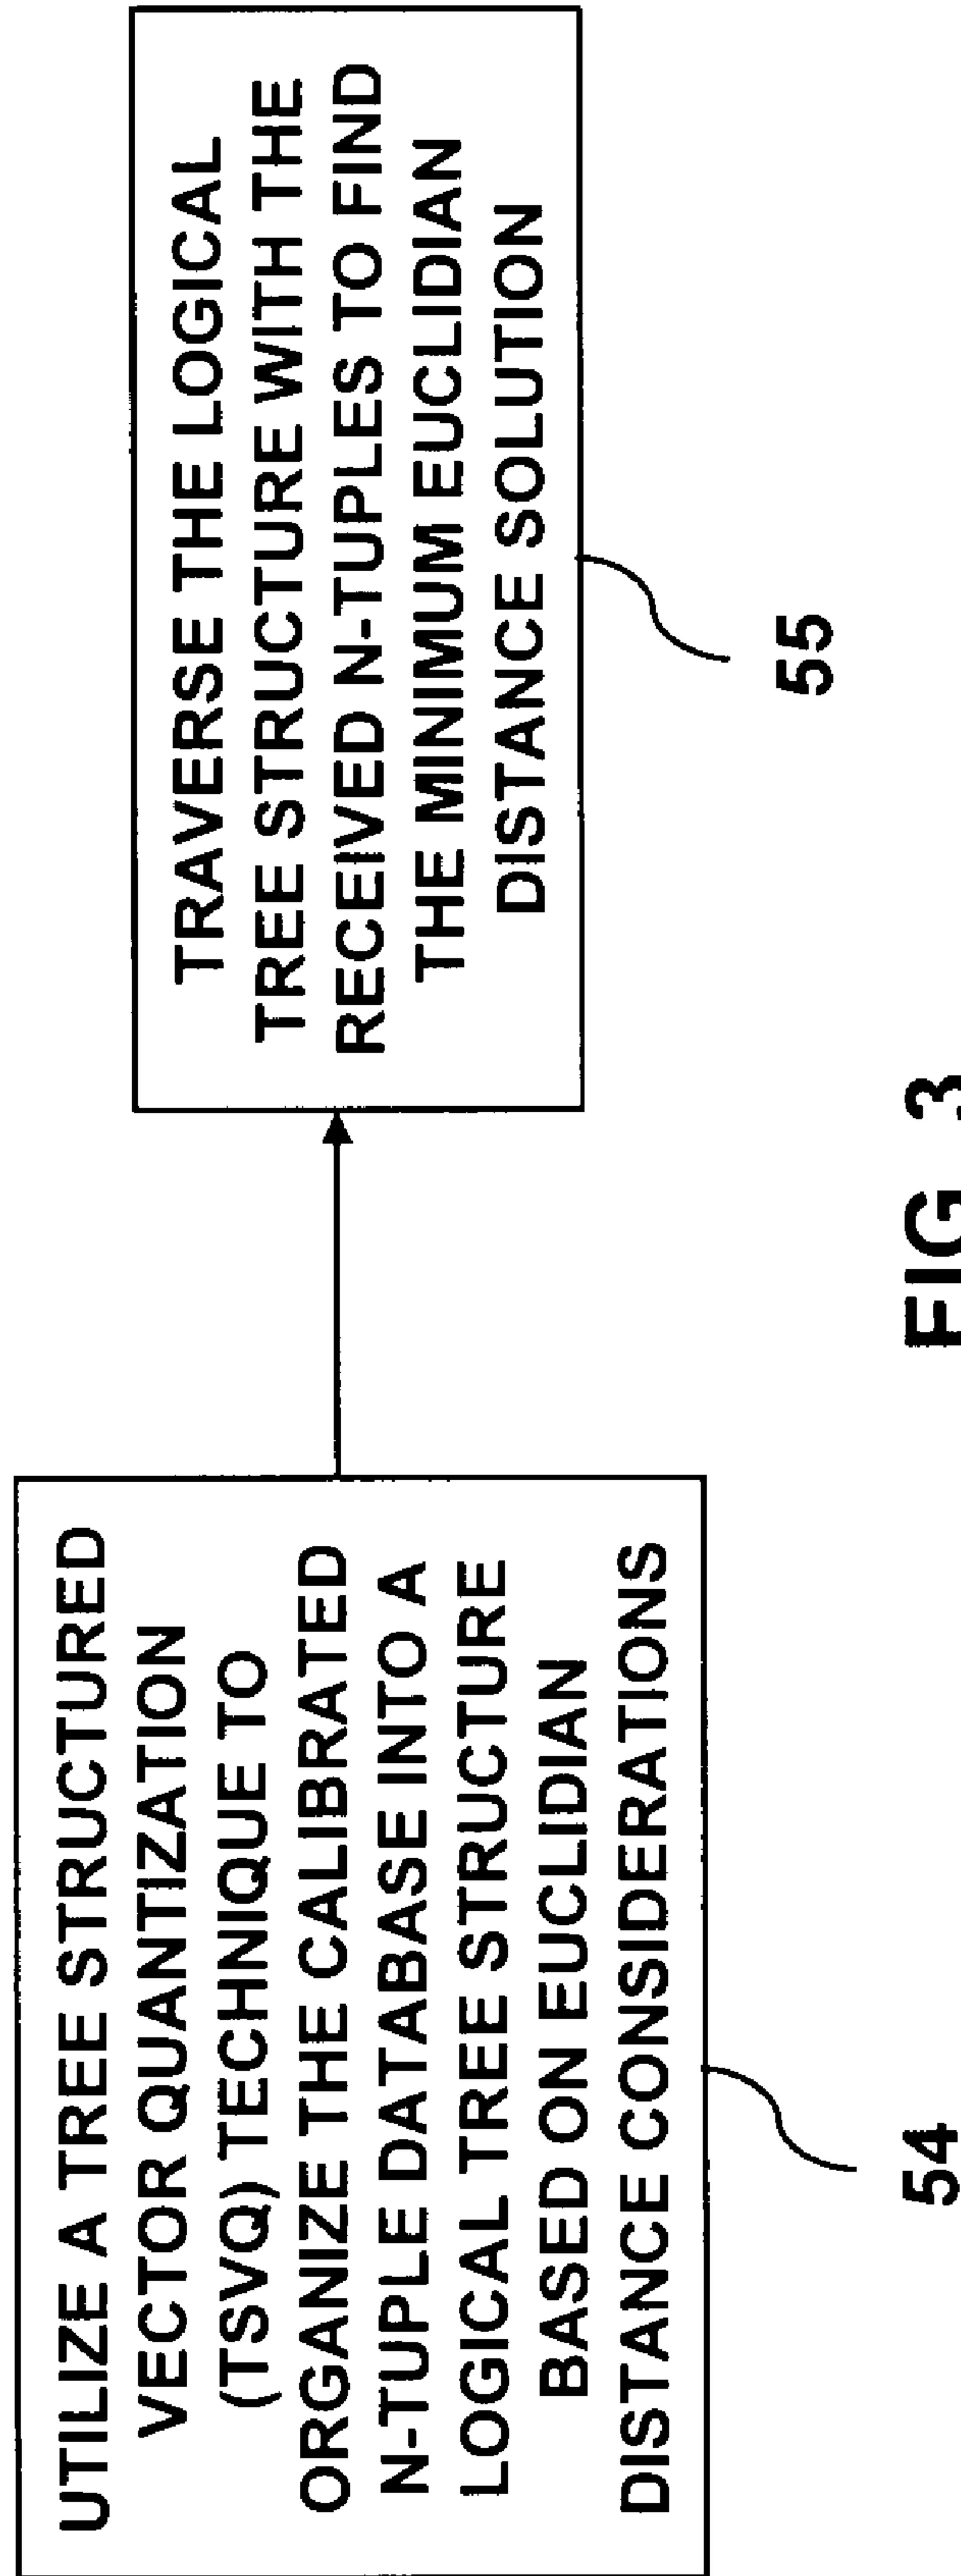 UTILIZE A TREE STRUCTURED
VECTOR QUANTIZATION
(TSVQ) TECHNIQUE TO
ORGANIZE THE CALIBRATED
N-TUPLE DATABASE INTO A
LOGICAL TREE STRUCTURE
BASED ON EUCLIDIAN
DISTANCE CONSIDERATIONS
54
TRAVERSE THE LOGICAL
TREE STRUCTURE WITH THE
RECEIVED N-TUPLES TO FIND
THE MINIMUM EUCLIDIAN
DISTANCE SOLUTION
55
FIG 3